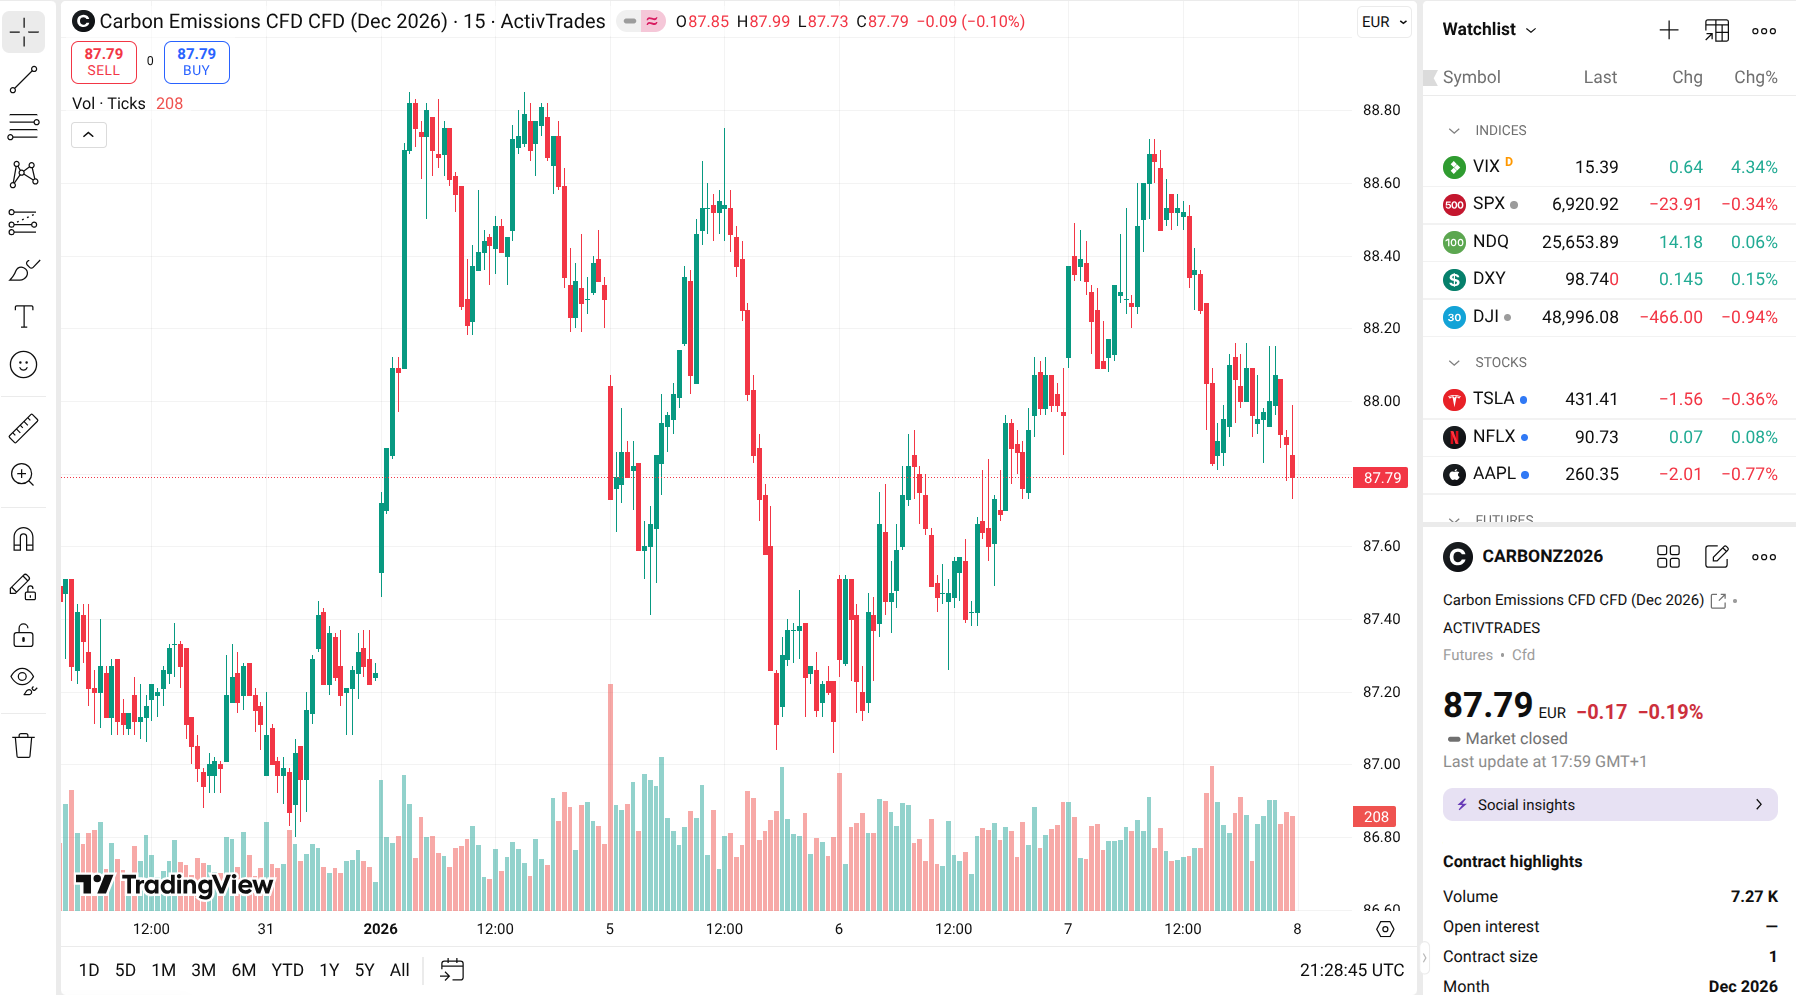 Carbon Emissions CFD CFD (Dec 2026) · 15 · ActivTrades O87.85 H87.99 L87.73 C87.79 −0.09 (−0.10%)
EUR
87.79 SELL
0
87.79 BUY
Vol · Ticks 208
88.80
88.60
88.40
88.20
88.00
87.79
87.60
87.40
87.20
87.00
208
86.80
86.60
TradingView
12:00 31 2026 12:00 5 12:00 6 12:00 7 12:00 8
1D 5D 1M 3M 6M YTD 1Y 5Y All
21:28:45 UTC
Watchlist
Symbol Last Chg Chg%
INDICES
VIX D 15.39 0.64 4.34%
500 SPX 6,920.92 −23.91 −0.34%
100 NDQ 25,653.89 14.18 0.06%
$ DXY 98.740 0.145 0.15%
30 DJI 48,996.08 −466.00 −0.94%
STOCKS
TSLA 431.41 −1.56 −0.36%
N NFLX 90.73 0.07 0.08%
AAPL 260.35 −2.01 −0.77%
FUTURES
CARBONZ2026
Carbon Emissions CFD CFD (Dec 2026) •
ACTIVTRADES
Futures • Cfd
87.79 EUR −0.17 −0.19%
Market closed
Last update at 17:59 GMT+1
Social insights
Contract highlights
Volume 7.27 K
Open interest —
Contract size 1
Month Dec 2026